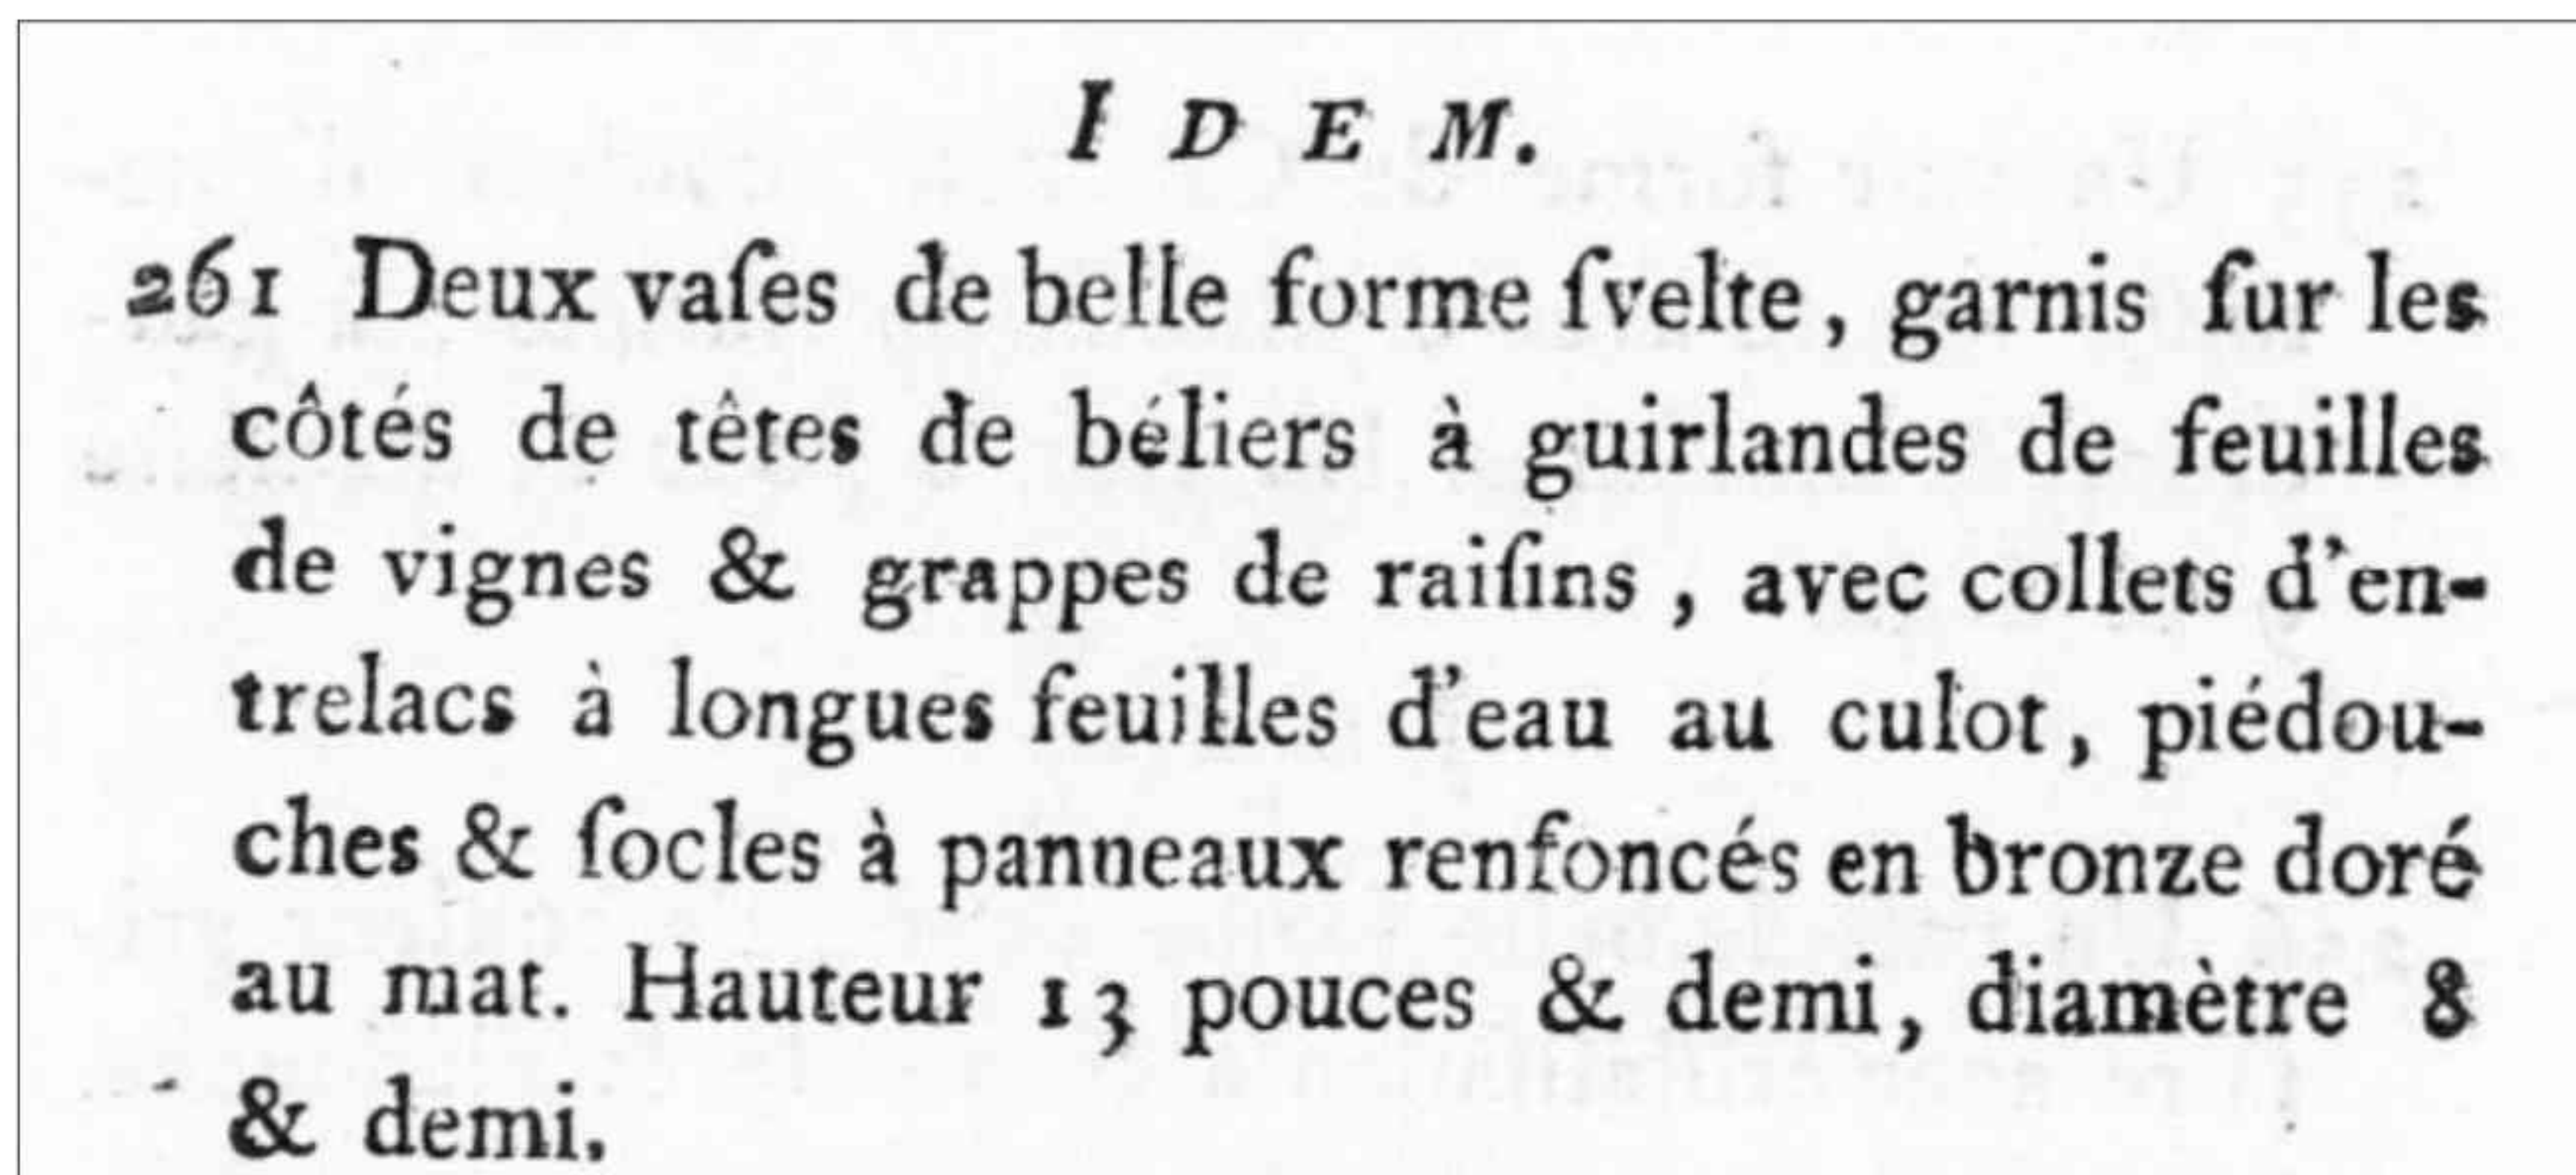 IDEM.
261 Deux vaſes de belle forme ſvelte, garnis ſur les
côtés de têtes de béliers à guirlandes de feuilles
de vignes & grappes de raiſins, avec collets d'en-
trelacs à longues feuilles d'eau au culot, piédou-
ches & ſocles à panneaux renfoncés en bronze doré
au mat. Hauteur 13 pouces & demi, diamètre 8
& demi.